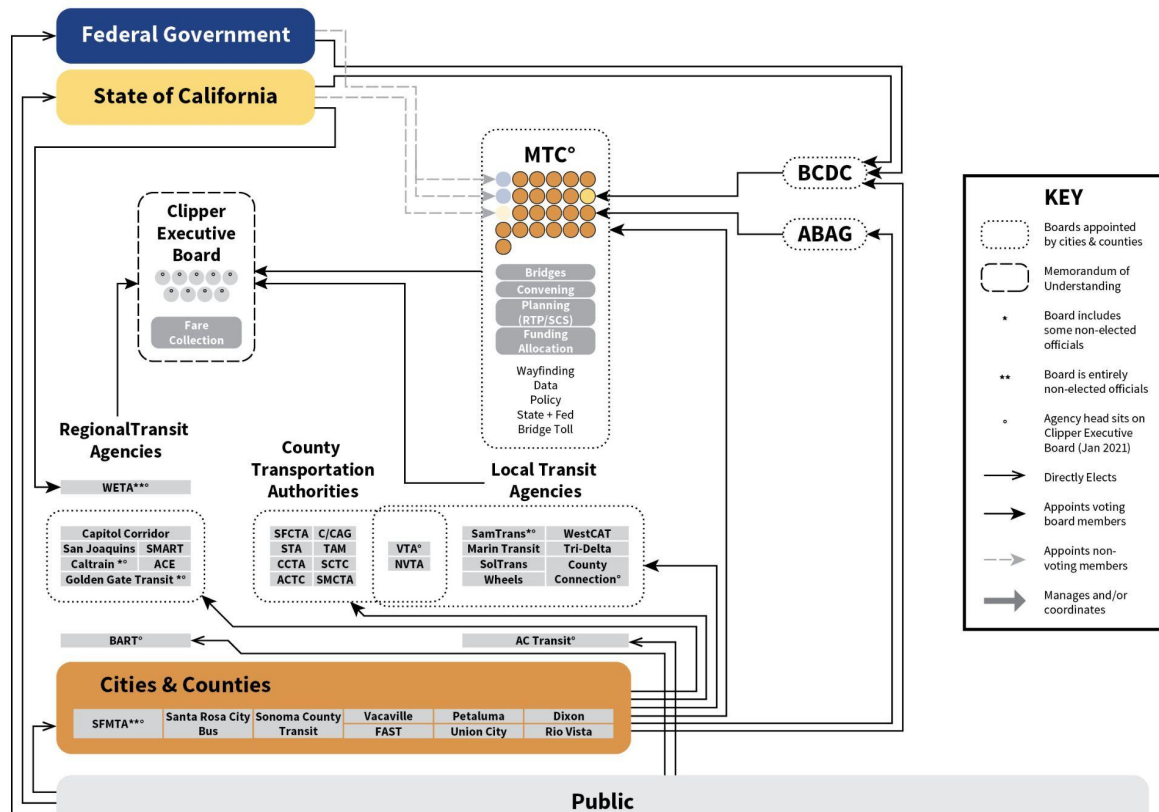 Federal Government
State of California
MTC°
BCDC
ABAG
Clipper
Executive
Board
Fare
Collection
Bridges
Convening
Planning
(RTP/SCS)
Funding
Allocation
Wayfinding
Data
Policy
State + Fed
Bridge Toll
RegionalTransit
Agencies
WETA**°
Capitol Corridor
San Joaquins
SMART
Caltrain *°
ACE
Golden Gate Transit *°
BART°
County
Transportation
Authorities
SFCTA
C/CAG
STA
TAM
CCTA
SCTC
ACTC
SMCTA
VTA°
NVTA
Local Transit
Agencies
SamTrans*°
WestCAT
Marin Transit
Tri-Delta
SolTrans
County
Wheels
Connection°
AC Transit°
Cities & Counties
SFMTA**°
Santa Rosa City
Bus
Sonoma County
Transit
Vacaville
FAST
Petaluma
Union City
Dixon
Rio Vista
Public
KEY
Boards appointed
by cities & counties
Memorandum of
Understanding
*
Board includes
some non-elected
officials
**
Board is entirely
non-elected officials
°
Agency head sits on
Clipper Executive
Board (Jan 2021)
Directly Elects
Appoints voting
board members
Appoints non-
voting members
Manages and/or
coordinates